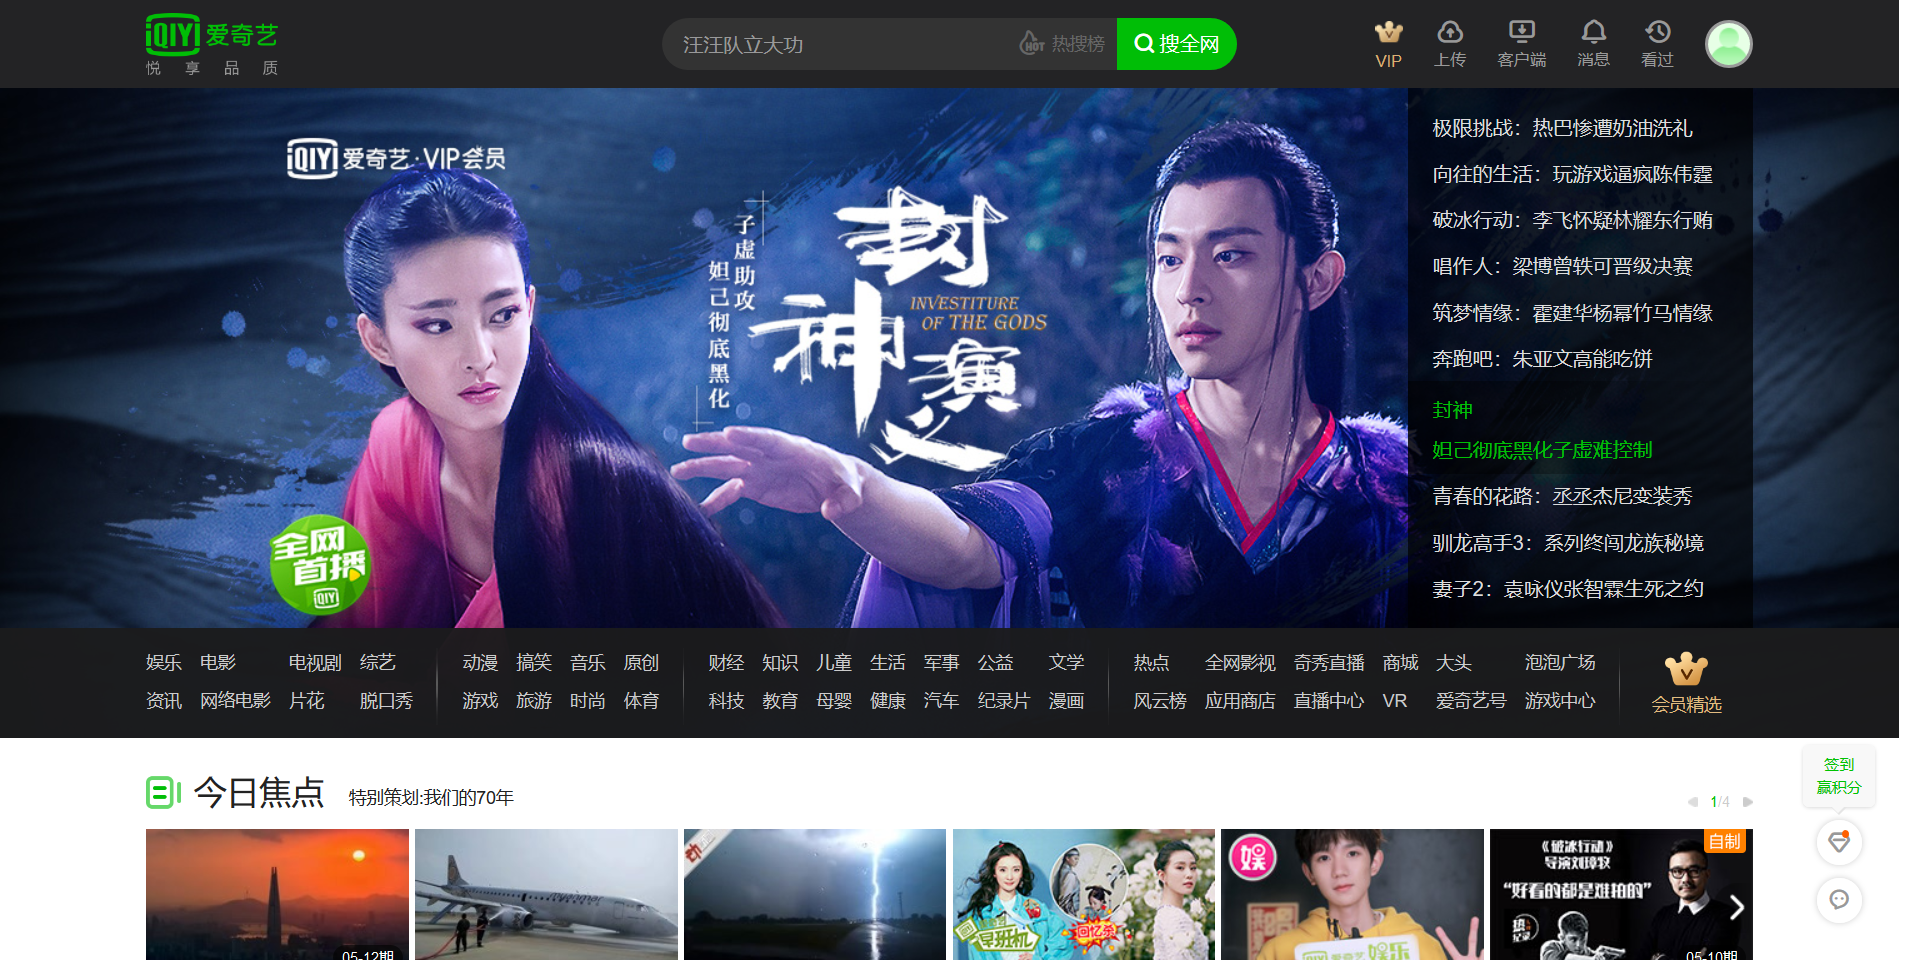 iQIYI 爱奇艺
悦享品质
汪汪队立大功
HOT 热搜榜
搜全网
VIP
上传
客户端
消息
看过
iQIYI 爱奇艺·VIP会员
子虚助攻
妲己彻底黑化
封神演义
INVESTITURE
OF THE GODS
全网
首播
iQIYI
极限挑战：热巴惨遭奶油洗礼
向往的生活：玩游戏逼疯陈伟霆
破冰行动：李飞怀疑林耀东行贿
唱作人：梁博曾轶可晋级决赛
筑梦情缘：霍建华杨幂竹马情缘
奔跑吧：朱亚文高能吃饼
封神
妲己彻底黑化子虚难控制
青春的花路：丞丞杰尼变装秀
驯龙高手3：系列终闯龙族秘境
妻子2：袁咏仪张智霖生死之约
娱乐 电影 电视剧 综艺 动漫 搞笑 音乐 原创 财经 知识 儿童 生活 军事 公益 文学 热点 全网影视 奇秀直播 商城 大头 泡泡广场
资讯 网络电影 片花 脱口秀 游戏 旅游 时尚 体育 科技 教育 母婴 健康 汽车 纪录片 漫画 风云榜 应用商店 直播中心 VR 爱奇艺号 游戏中心
会员精选
签到
赢积分
今日焦点 特别策划:我们的70年
1/4
05-12期
早班机
回忆杀
娱
iQIYI 爱奇艺 娱乐
自制
《破冰行动》
导演刘璋牧
“好看的都是难拍的”
05-10期